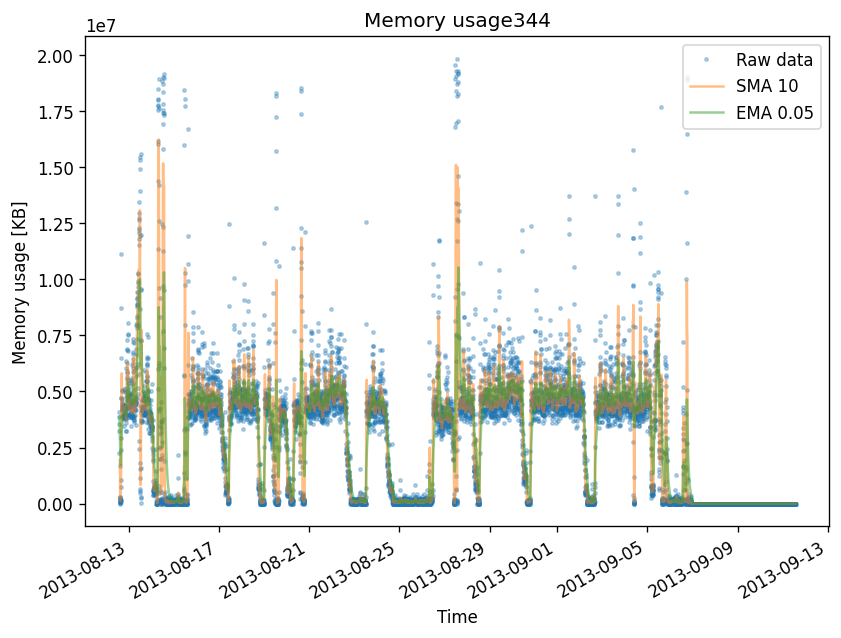 Memory usage344
1e7
2.00
1.75
1.50
1.25
1.00
0.75
0.50
0.25
0.00
Memory usage [KB]
Raw data
SMA 10
EMA 0.05
2013-08-13
2013-08-17
2013-08-21
2013-08-25
2013-08-29
2013-09-01
2013-09-05
2013-09-09
2013-09-13
Time